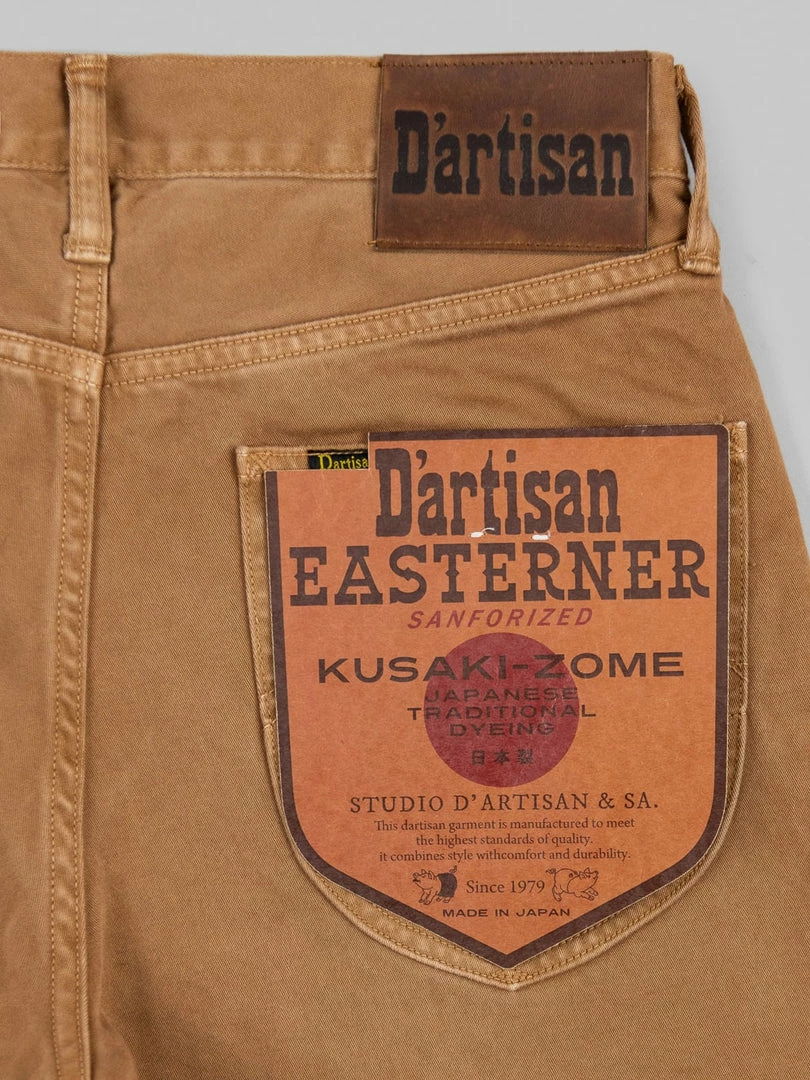 D'artisan
D'artisa
D'artisan
EASTERNER
SANFORIZED
KUSAKI-ZOME
JAPANESE
TRADITIONAL
DYEING
日本製
STUDIO D'ARTISAN & SA.
This dartisan garment is manufactured to meet
the highest standards of quality.
it combines style withcomfort and durability.
Since 1979
MADE IN JAPAN